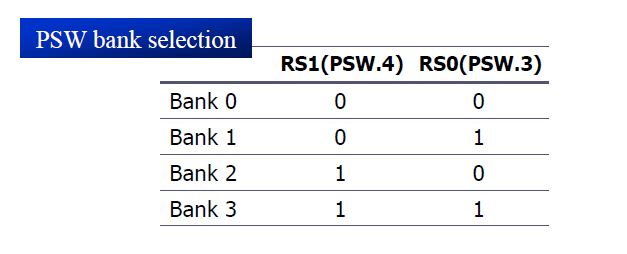 PSW bank selection
RS1(PSW.4) RS0(PSW.3)
Bank 0 0 0
Bank 1 0 1
Bank 2 1 0
Bank 3 1 1